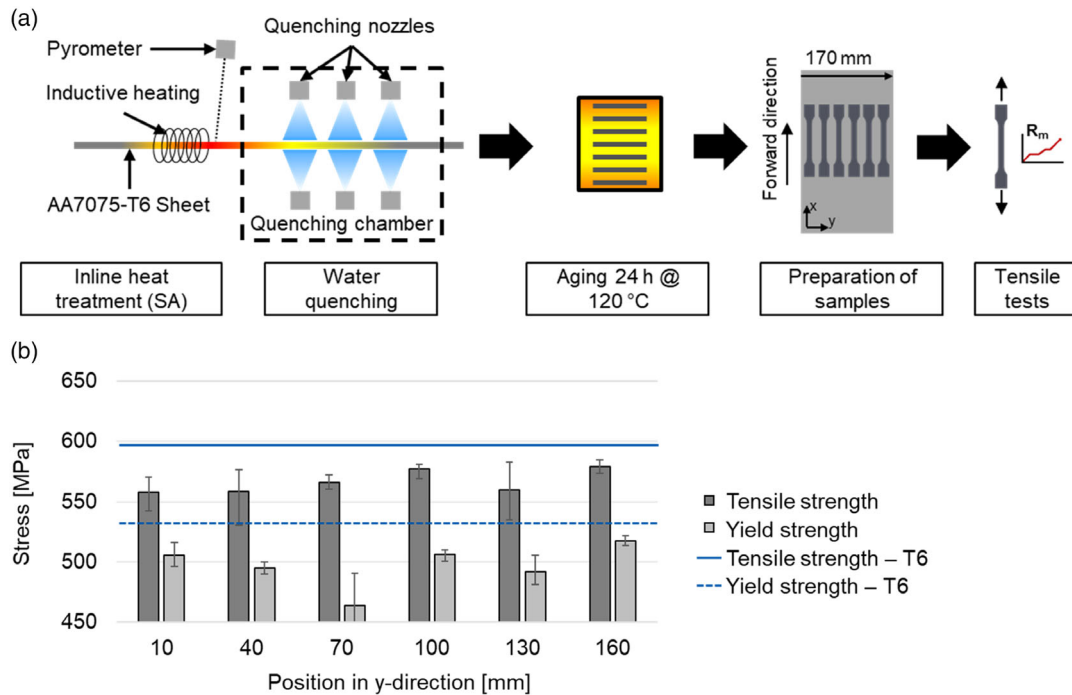 (a)
Pyrometer
Inductive heating
AA7075-T6 Sheet
Quenching nozzles
Quenching chamber
Forward direction
170 mm
x
y
Rm
Inline heat
treatment (SA)
Water
quenching
Aging 24 h @
120 °C
Preparation of
samples
Tensile
tests
(b)
Stress [MPa]
650
600
550
500
450
10 40 70 100 130 160
Position in y-direction [mm]
Tensile strength
Yield strength
Tensile strength – T6
Yield strength – T6